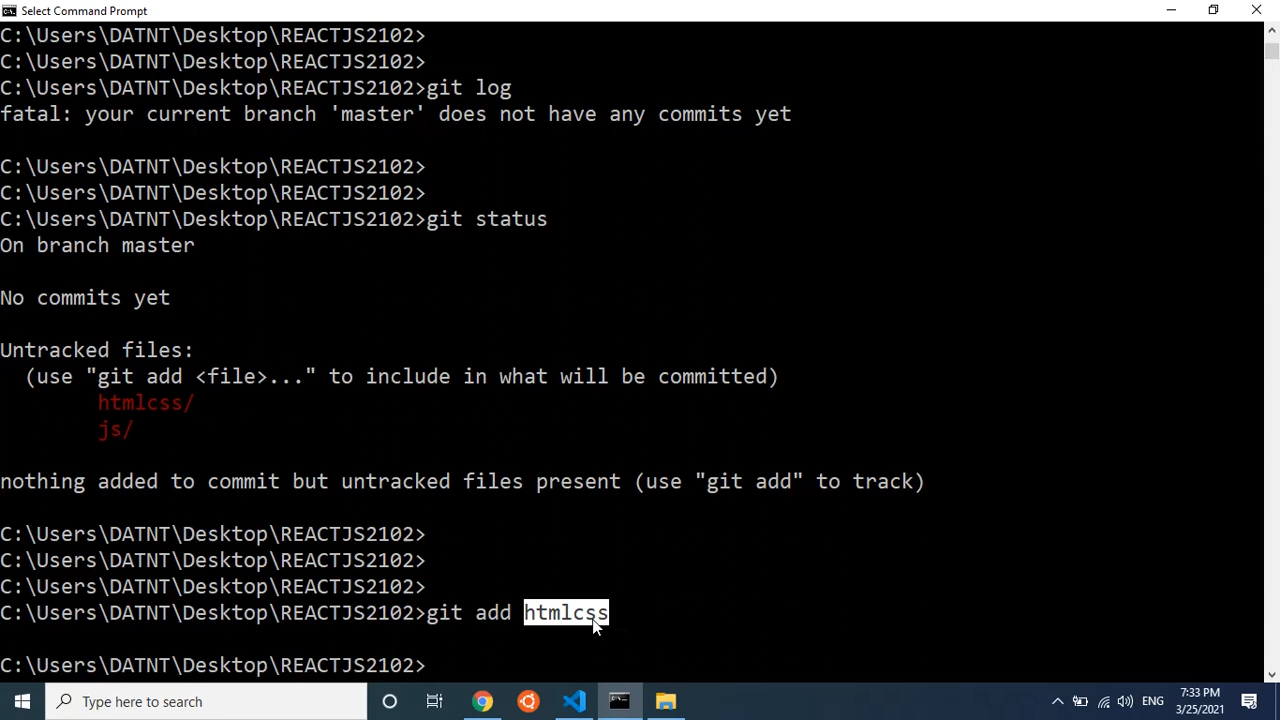 Select Command Prompt
C:\Users\DATNT\Desktop\REACTJS2102>
C:\Users\DATNT\Desktop\REACTJS2102>
C:\Users\DATNT\Desktop\REACTJS2102>git log
fatal: your current branch 'master' does not have any commits yet
C:\Users\DATNT\Desktop\REACTJS2102>
C:\Users\DATNT\Desktop\REACTJS2102>
C:\Users\DATNT\Desktop\REACTJS2102>git status
On branch master
No commits yet
Untracked files:
(use "git add <file>..." to include in what will be committed)
htmlcss/
js/
nothing added to commit but untracked files present (use "git add" to track)
C:\Users\DATNT\Desktop\REACTJS2102>
C:\Users\DATNT\Desktop\REACTJS2102>
C:\Users\DATNT\Desktop\REACTJS2102>
C:\Users\DATNT\Desktop\REACTJS2102>git add htmlcss
C:\Users\DATNT\Desktop\REACTJS2102>
Type here to search
ENG
7:33 PM
3/25/2021